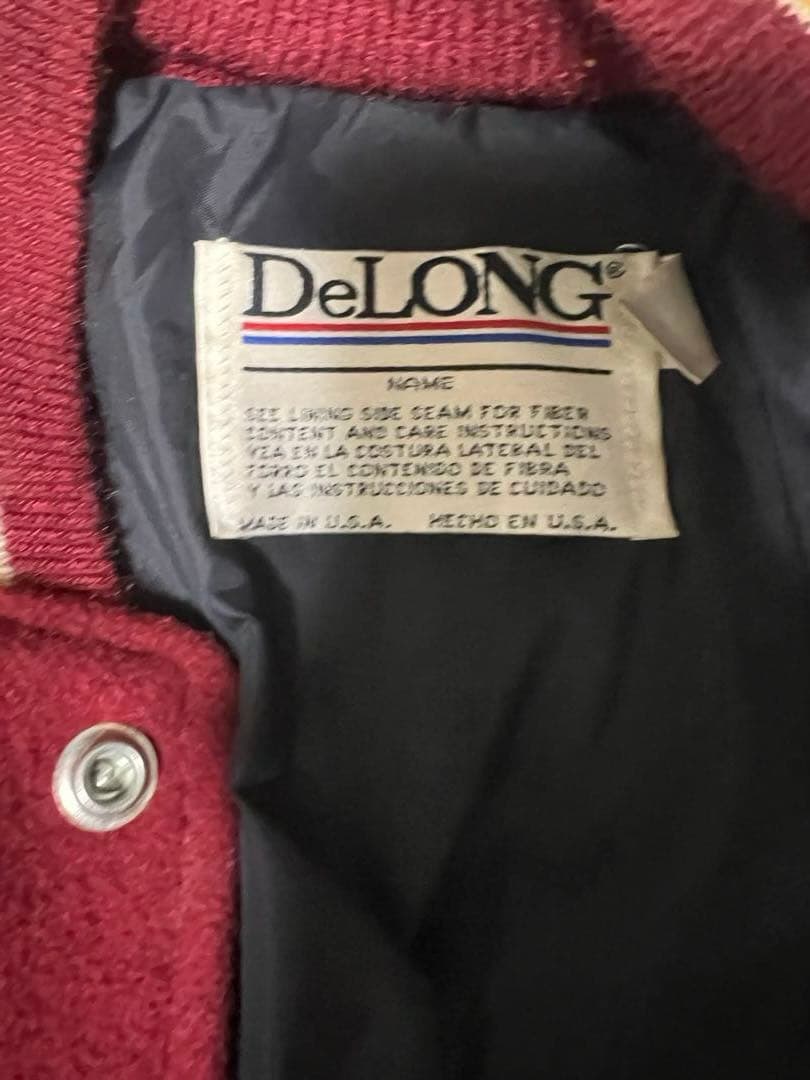 DeLONG®
NAME
SEE LINING SIDE SEAM FOR FIBER
CONTENT AND CARE INSTRUCTIONS
VEA EN LA COSTURA LATERAL DEL
FORRO EL CONTENIDO DE FIBRA
Y LAS INSTRUCCIONES DE CUIDADO
MADE IN U.S.A. HECHO EN U.S.A.